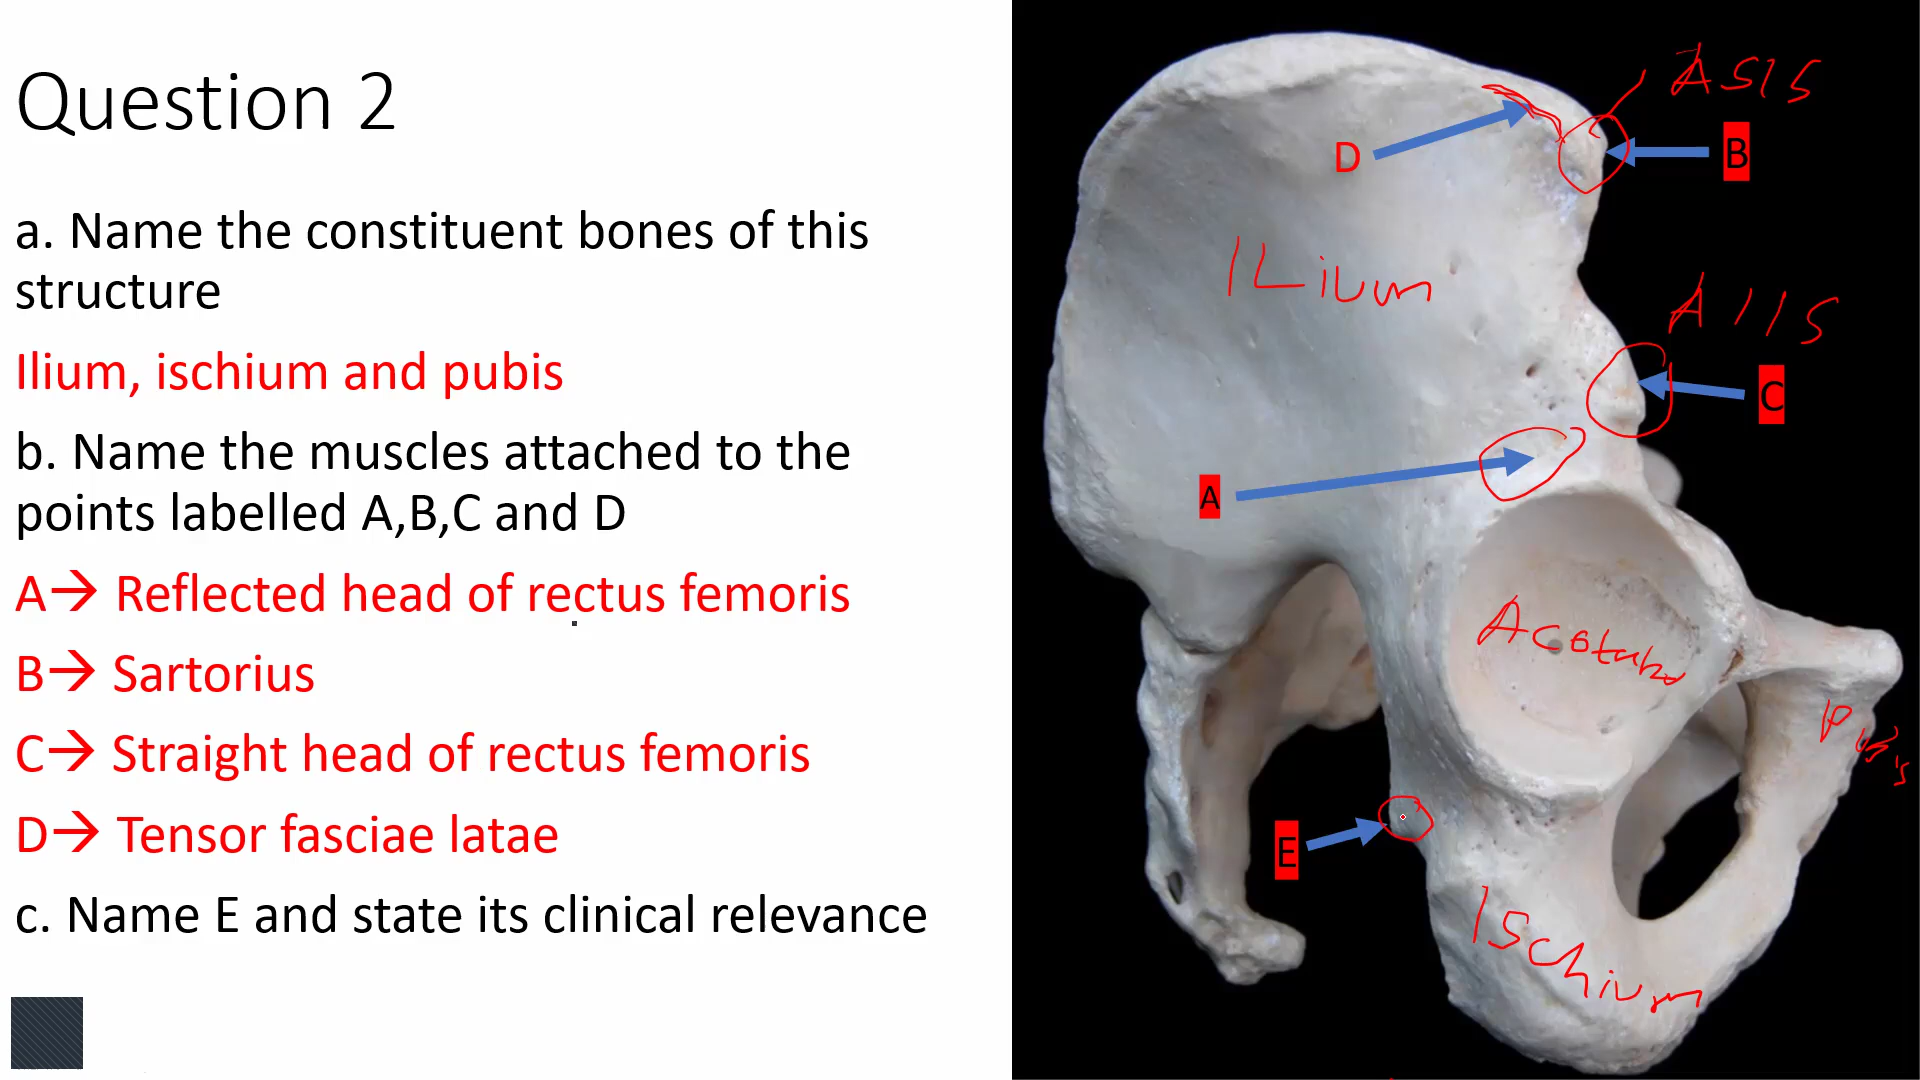 Question 2
a. Name the constituent bones of this
structure
Ilium, ischium and pubis
b. Name the muscles attached to the
points labelled A,B,C and D
A→ Reflected head of rectus femoris
B→ Sartorius
C→ Straight head of rectus femoris
D→ Tensor fasciae latae
c. Name E and state its clinical relevance
ASIS
D
B
ILium
AIIS
C
A
E
Ischium